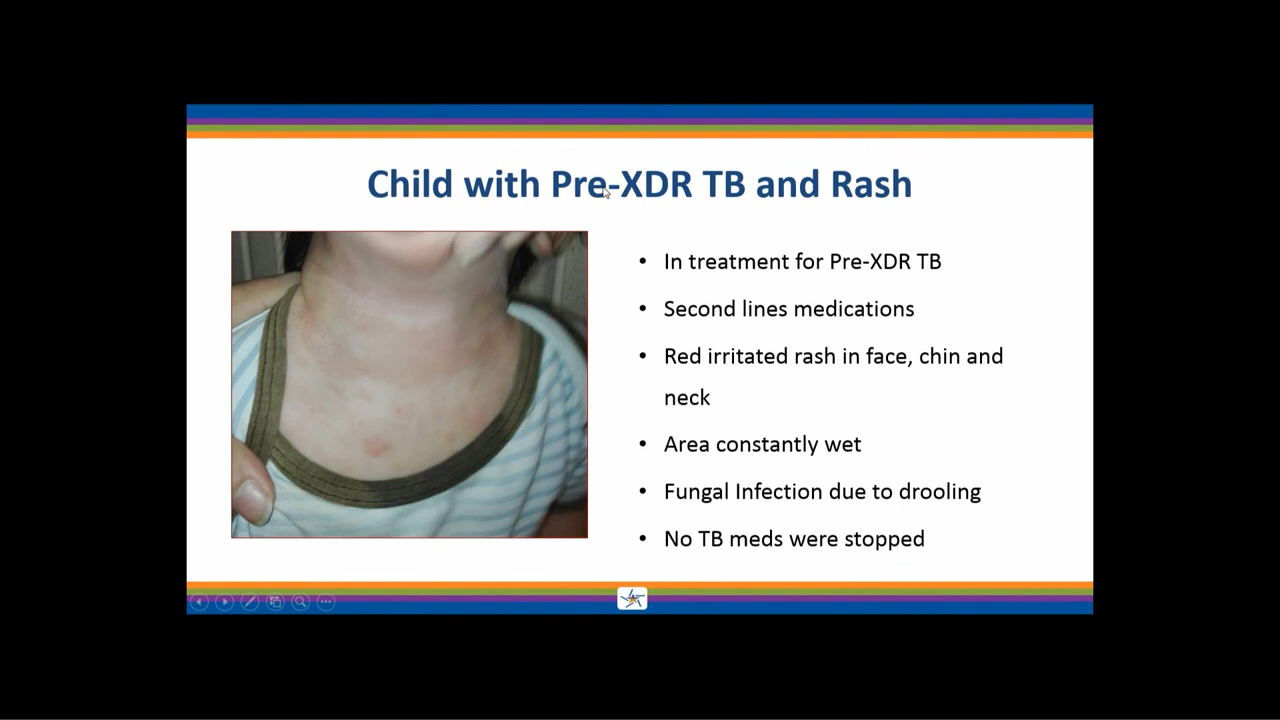 Child with Pre-XDR TB and Rash
• In treatment for Pre-XDR TB
• Second lines medications
• Red irritated rash in face, chin and
neck
• Area constantly wet
• Fungal Infection due to drooling
• No TB meds were stopped